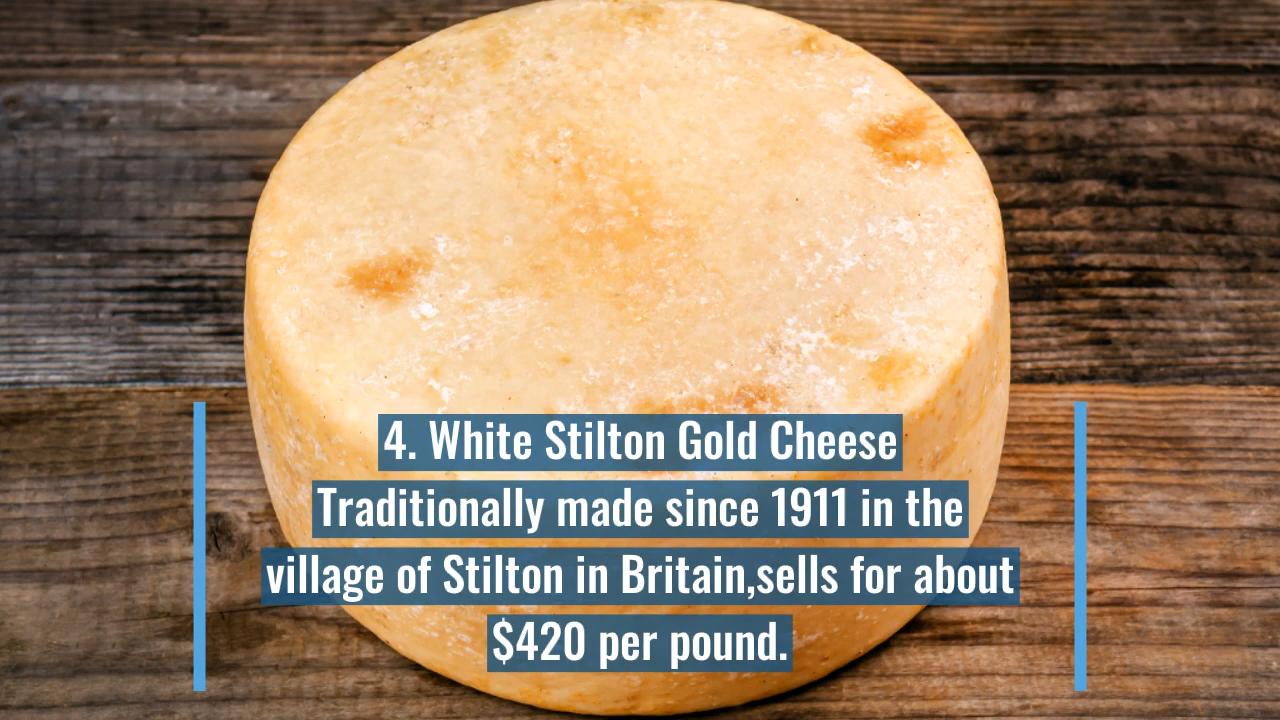 4. White Stilton Gold Cheese
Traditionally made since 1911 in the
village of Stilton in Britain,sells for about
$420 per pound.